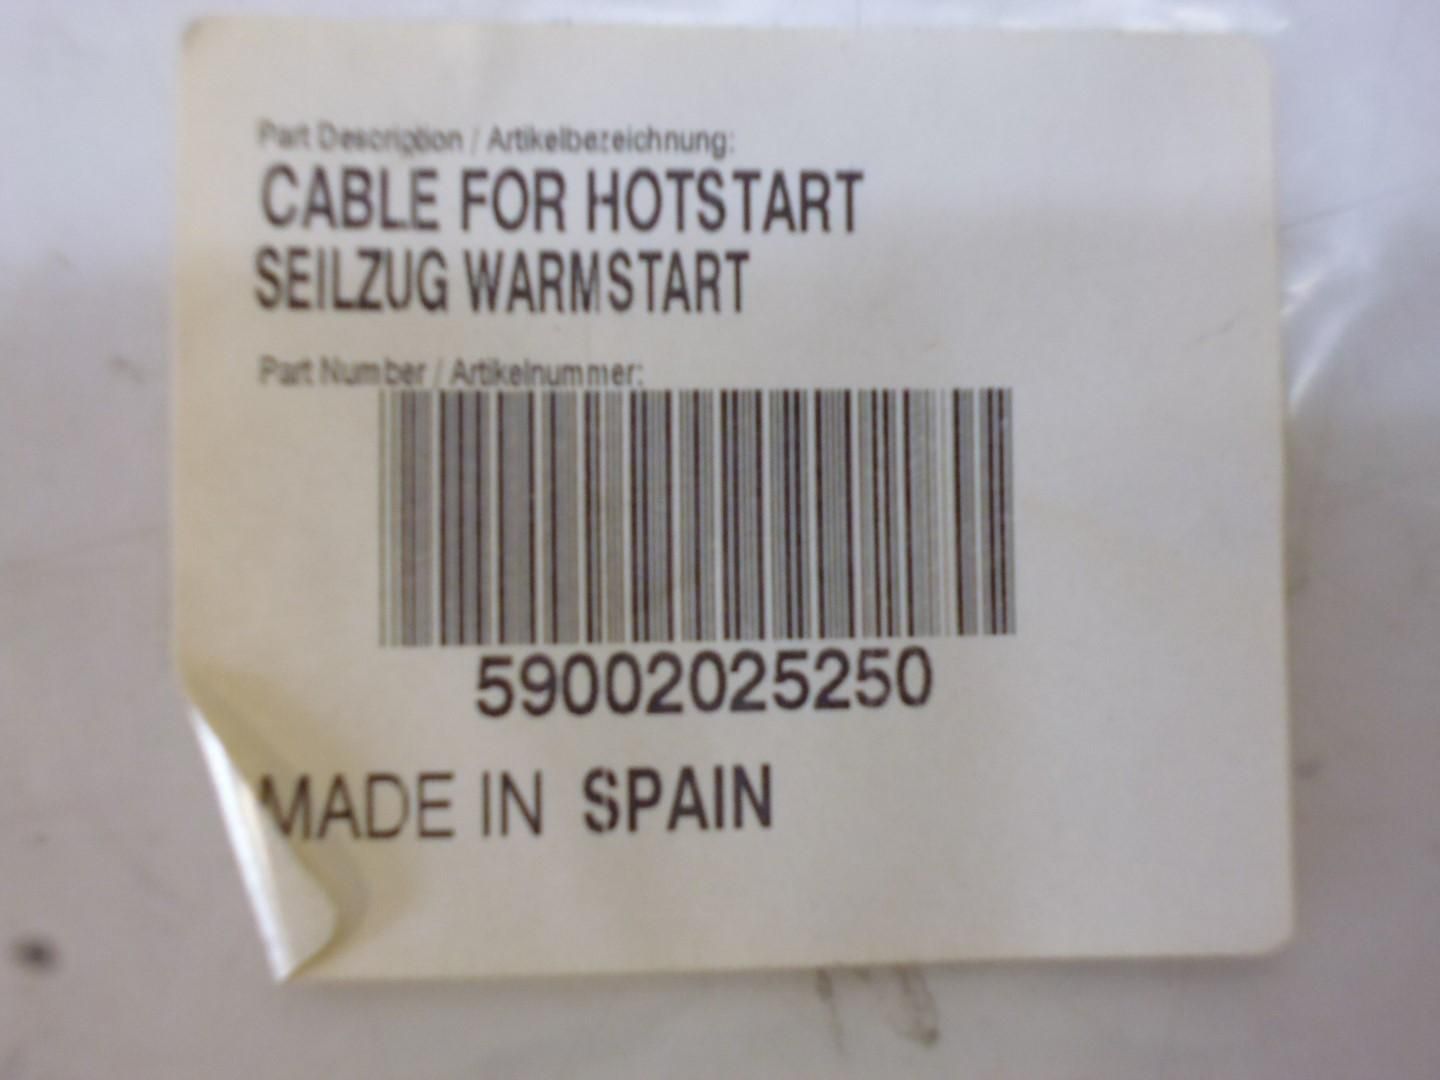 Part Description / Artikelbezeichnung:
CABLE FOR HOTSTART
SEILZUG WARMSTART
Part Number / Artikelnummer:
59002025250
MADE IN SPAIN